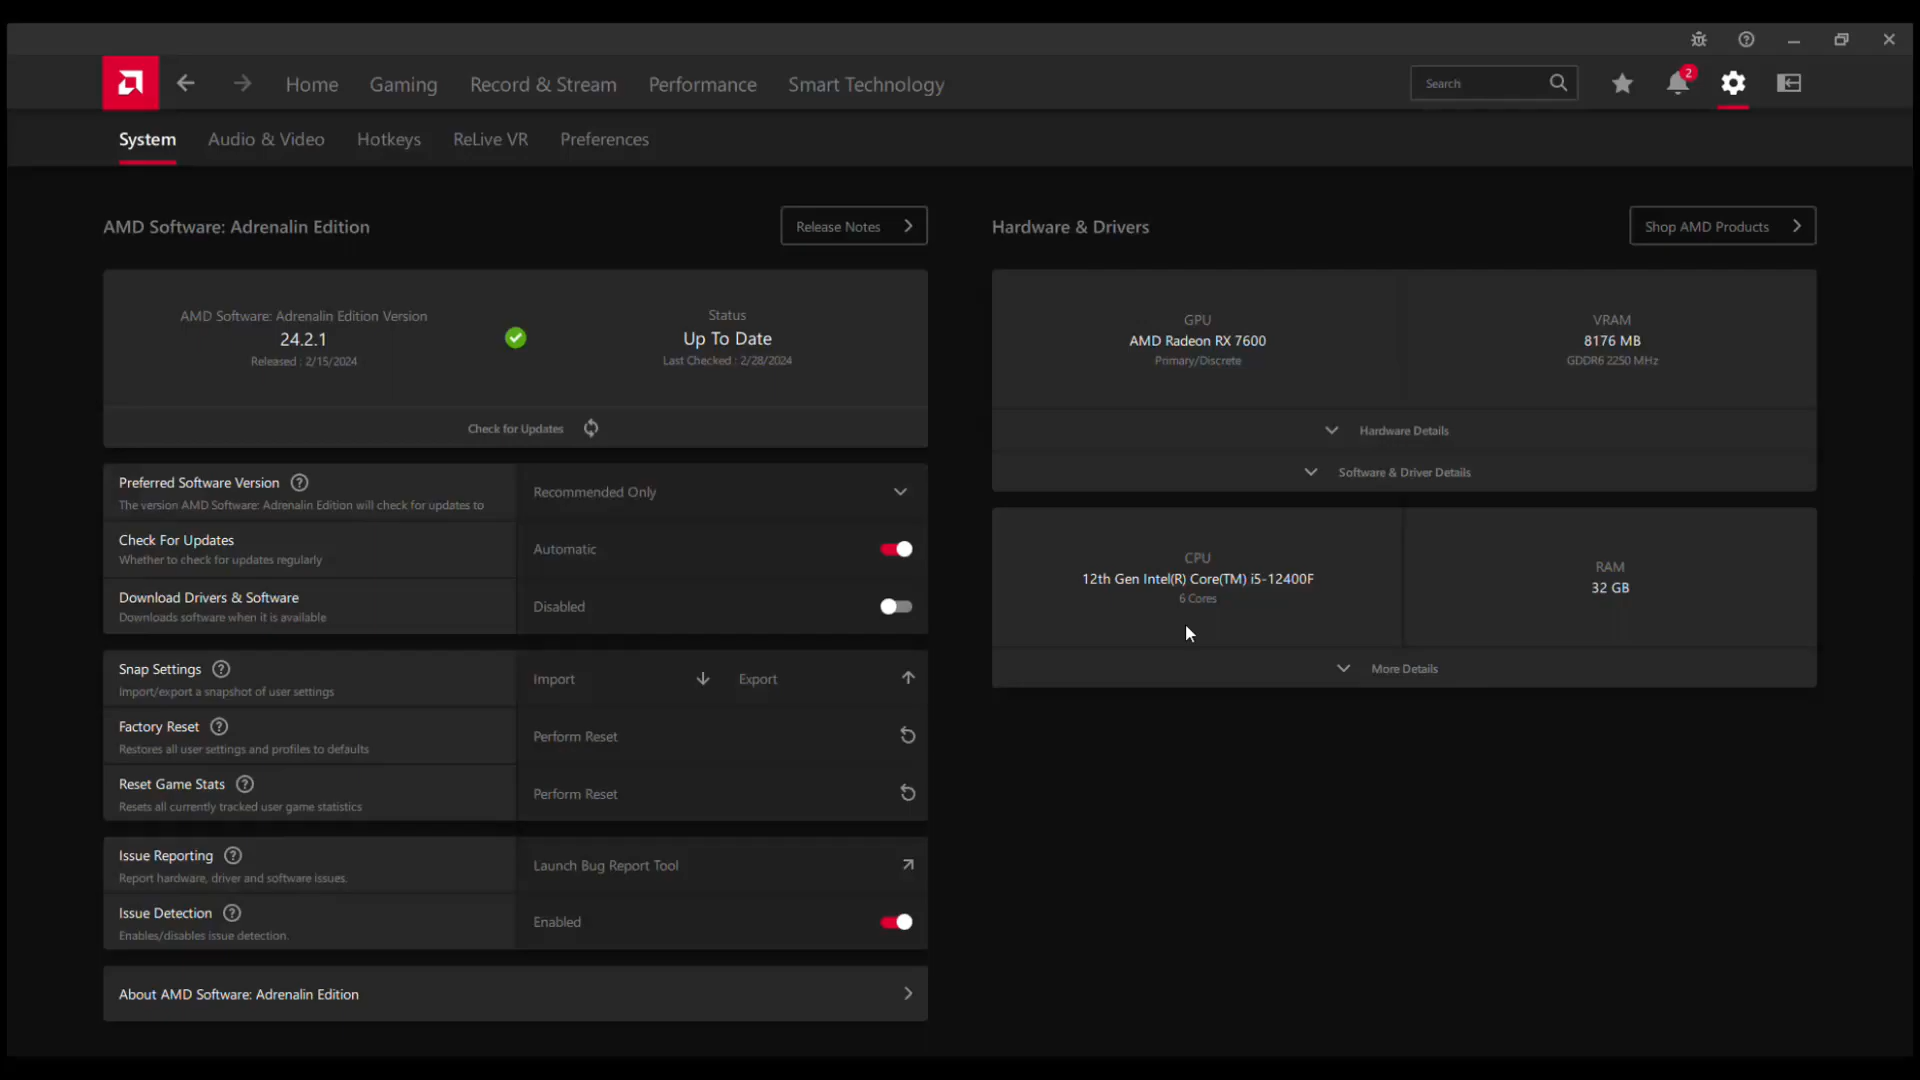 2
Home
Gaming
Record & Stream
Performance
Smart Technology
Search
System
Audio & Video
Hotkeys
ReLive VR
Preferences
AMD Software: Adrenalin Edition
Release Notes
AMD Software: Adrenalin Edition Version
24.2.1
Released : 2/15/2024
Status
Up To Date
Last Checked : 2/28/2024
Check for Updates
Preferred Software Version
The version AMD Software: Adrenalin Edition will check for updates to
Recommended Only
Check For Updates
Whether to check for updates regularly
Automatic
Download Drivers & Software
Downloads software when it is available
Disabled
Snap Settings
Import/export a snapshot of user settings
Import
Export
Factory Reset
Restores all user settings and profiles to defaults
Perform Reset
Reset Game Stats
Resets all currently tracked user game statistics
Perform Reset
Issue Reporting
Report hardware, driver and software issues.
Launch Bug Report Tool
Issue Detection
Enables/disables issue detection.
Enabled
About AMD Software: Adrenalin Edition
Hardware & Drivers
Shop AMD Products
GPU
AMD Radeon RX 7600
Primary/Discrete
VRAM
8176 MB
GDDR6 2250 MHz
Hardware Details
Software & Driver Details
CPU
12th Gen Intel(R) Core(TM) i5-12400F
6 Cores
RAM
32 GB
More Details